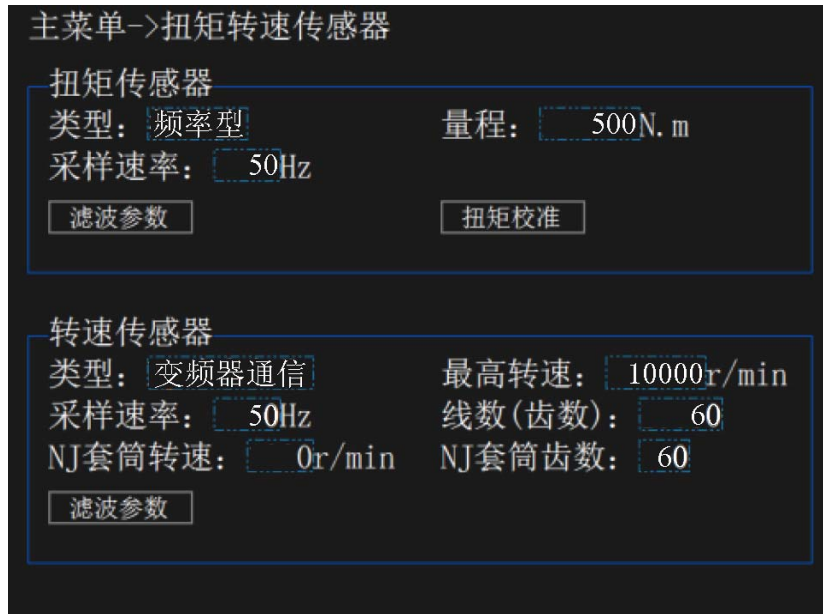 主菜单->扭矩转速传感器
扭矩传感器
类型: 频率型 量程: 500N.m
采样速率: 50Hz
滤波参数 扭矩校准
转速传感器
类型: 变频器通信 最高转速: 10000r/min
采样速率: 50Hz 线数(齿数): 60
NJ套筒转速: 0r/min NJ套筒齿数: 60
滤波参数